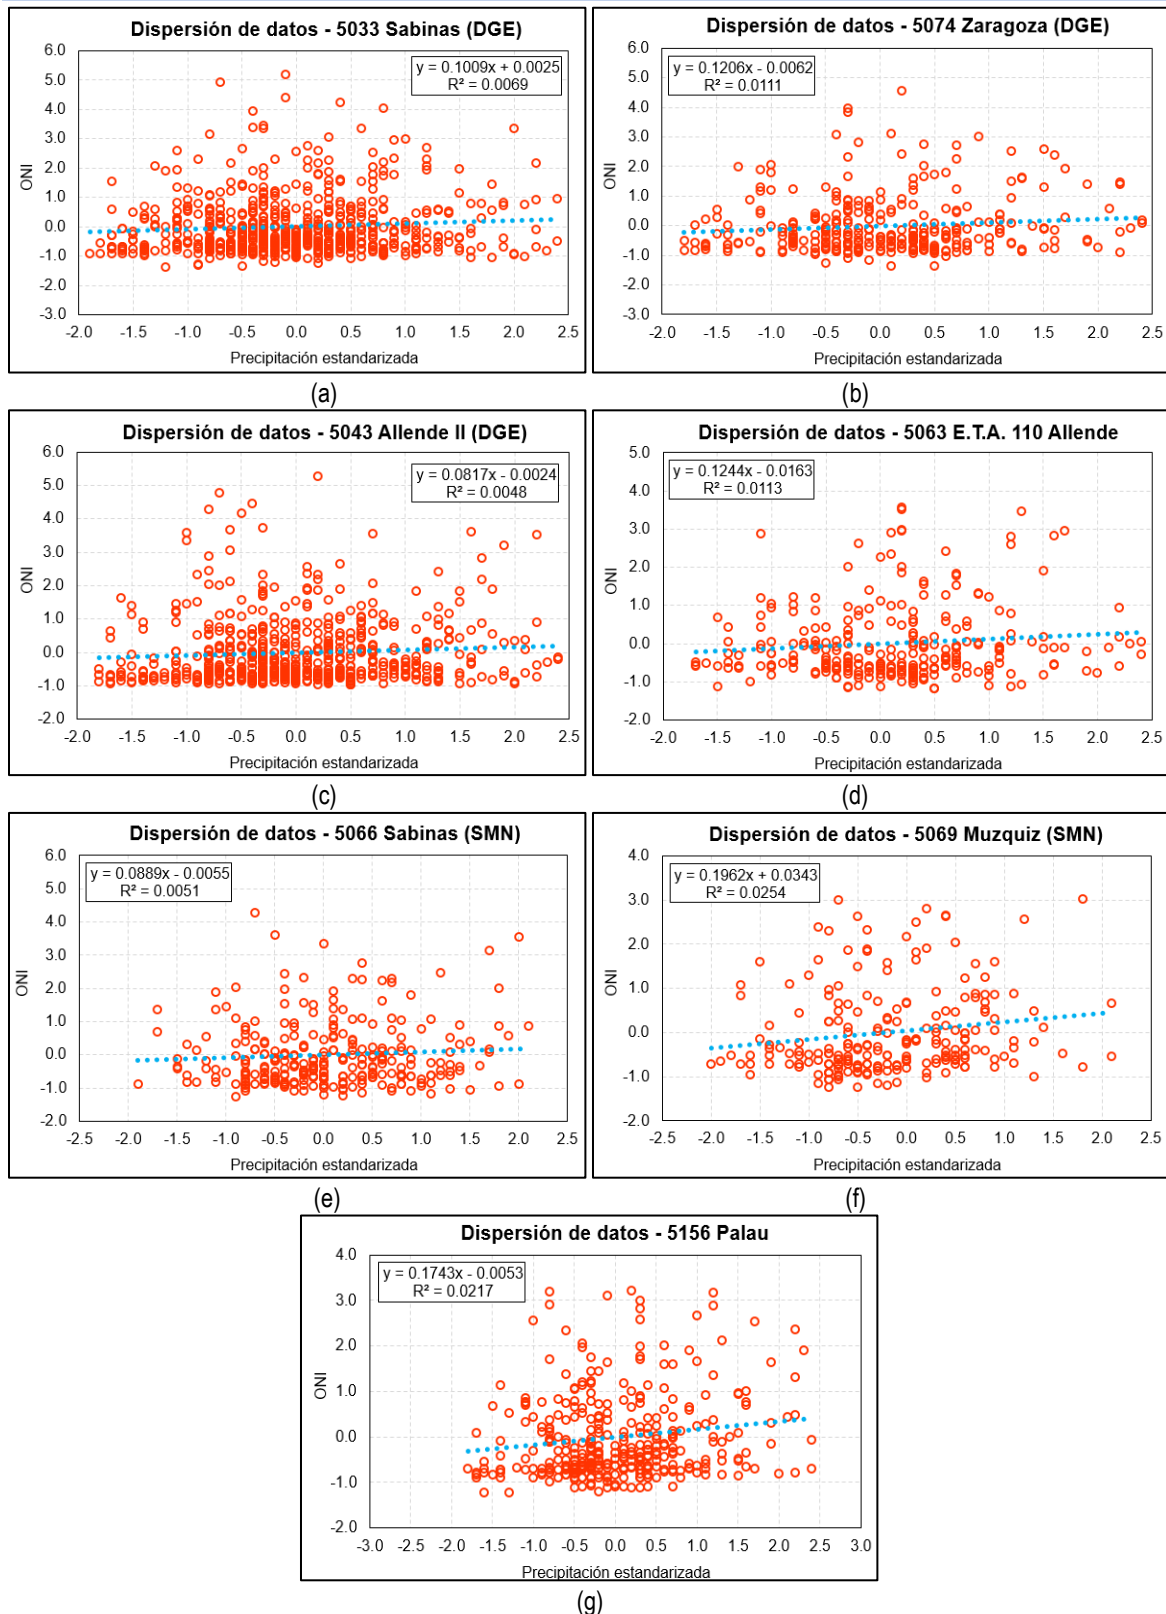 Dispersión de datos - 5033 Sabinas (DGE)
y = 0.1009x + 0.0025
R² = 0.0069
6.0
5.0
4.0
3.0
2.0
1.0
0.0
-1.0
-2.0
-3.0
ONI
-2.0 -1.5 -1.0 -0.5 0.0 0.5 1.0 1.5 2.0 2.5
Precipitación estandarizada
(a)
Dispersión de datos - 5074 Zaragoza (DGE)
y = 0.1206x - 0.0062
R² = 0.0111
6.0
5.0
4.0
3.0
2.0
1.0
0.0
-1.0
-2.0
-3.0
ONI
-2.0 -1.5 -1.0 -0.5 0.0 0.5 1.0 1.5 2.0 2.5
Precipitación estandarizada
(b)
Dispersión de datos - 5043 Allende II (DGE)
y = 0.0817x - 0.0024
R² = 0.0048
6.0
5.0
4.0
3.0
2.0
1.0
0.0
-1.0
-2.0
ONI
-2.0 -1.5 -1.0 -0.5 0.0 0.5 1.0 1.5 2.0 2.5
Precipitación estandarizada
(c)
Dispersión de datos - 5063 E.T.A. 110 Allende
y = 0.1244x - 0.0163
R² = 0.0113
5.0
4.0
3.0
2.0
1.0
0.0
-1.0
-2.0
ONI
-2.0 -1.5 -1.0 -0.5 0.0 0.5 1.0 1.5 2.0 2.5
Precipitación estandarizada
(d)
Dispersión de datos - 5066 Sabinas (SMN)
y = 0.0889x - 0.0055
R² = 0.0051
6.0
5.0
4.0
3.0
2.0
1.0
0.0
-1.0
-2.0
ONI
-2.5 -2.0 -1.5 -1.0 -0.5 0.0 0.5 1.0 1.5 2.0 2.5
Precipitación estandarizada
(e)
Dispersión de datos - 5069 Muzquiz (SMN)
y = 0.1962x + 0.0343
R² = 0.0254
4.0
3.0
2.0
1.0
0.0
-1.0
-2.0
ONI
-2.5 -2.0 -1.5 -1.0 -0.5 0.0 0.5 1.0 1.5 2.0 2.5
Precipitación estandarizada
(f)
Dispersión de datos - 5156 Palau
y = 0.1743x - 0.0053
R² = 0.0217
4.0
3.0
2.0
1.0
0.0
-1.0
-2.0
ONI
-3.0 -2.5 -2.0 -1.5 -1.0 -0.5 0.0 0.5 1.0 1.5 2.0 2.5 3.0
Precipitación estandarizada
(g)